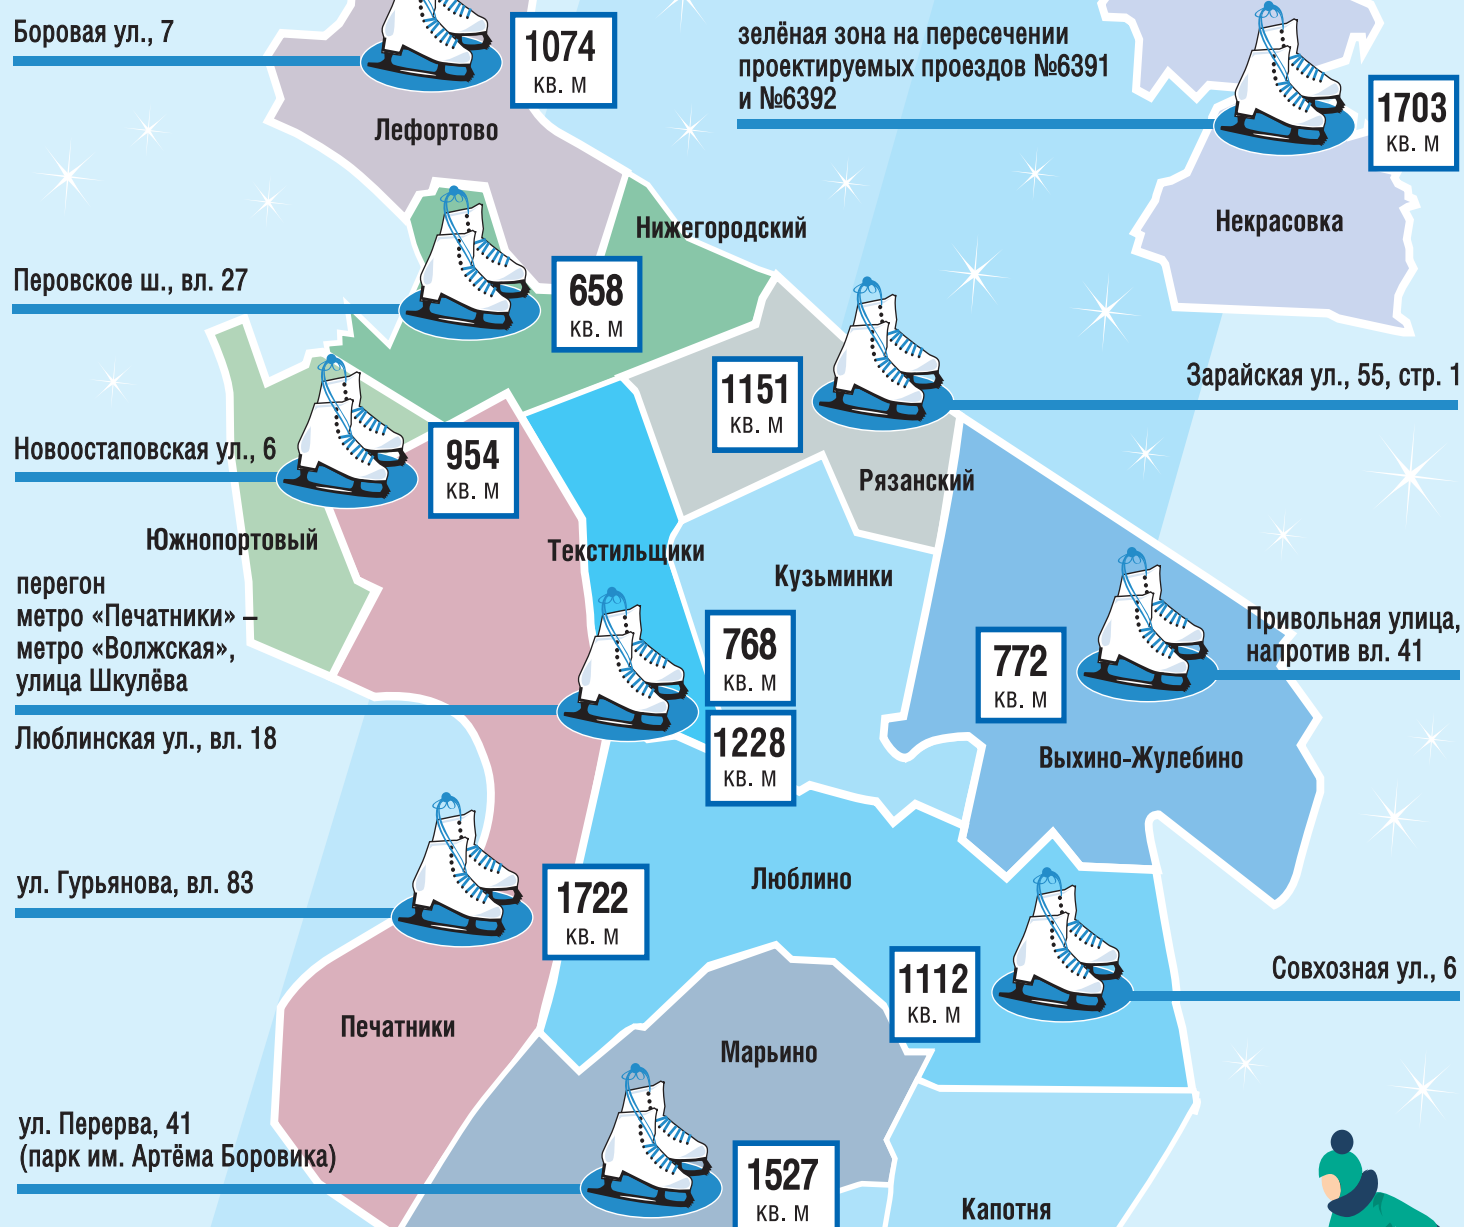 Боровая ул., 7
1074
КВ. М
зелёная зона на пересечении
проектируемых проездов №6391
и №6392
1703
КВ. М
Лефортово
Нижегородский
Некрасовка
Перовское ш., вл. 27
658
КВ. М
Зарайская ул., 55, стр. 1
1151
КВ. М
Новоостаповская ул., 6
954
КВ. М
Рязанский
Южнопортовый
Текстильщики
Кузьминки
перегон
метро «Печатники» –
метро «Волжская»,
улица Шкулёва
768
КВ. М
772
КВ. М
Привольная улица,
напротив вл. 41
Люблинская ул., вл. 18
1228
КВ. М
Выхино-Жулебино
ул. Гурьянова, вл. 83
1722
КВ. М
Люблино
1112
КВ. М
Совхозная ул., 6
Печатники
Марьино
ул. Перерва, 41
(парк им. Артёма Боровика)
1527
КВ. М
Капотня